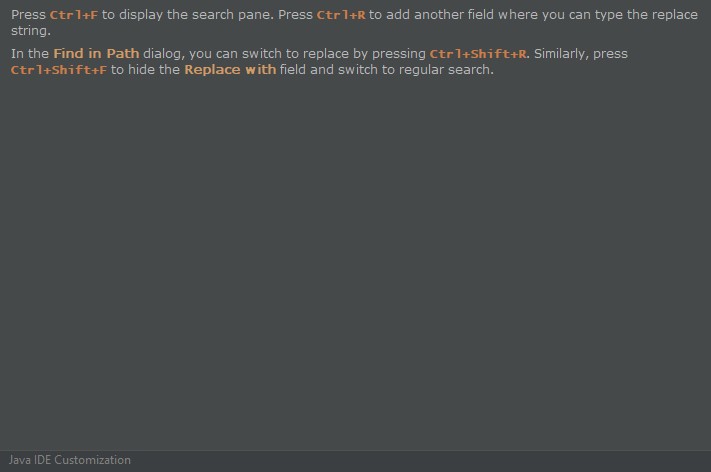 Press Ctrl+F to display the search pane. Press Ctrl+R to add another field where you can type the replace
string.
In the Find in Path dialog, you can switch to replace by pressing Ctrl+Shift+R. Similarly, press
Ctrl+Shift+F to hide the Replace with field and switch to regular search.
Java IDE Customization